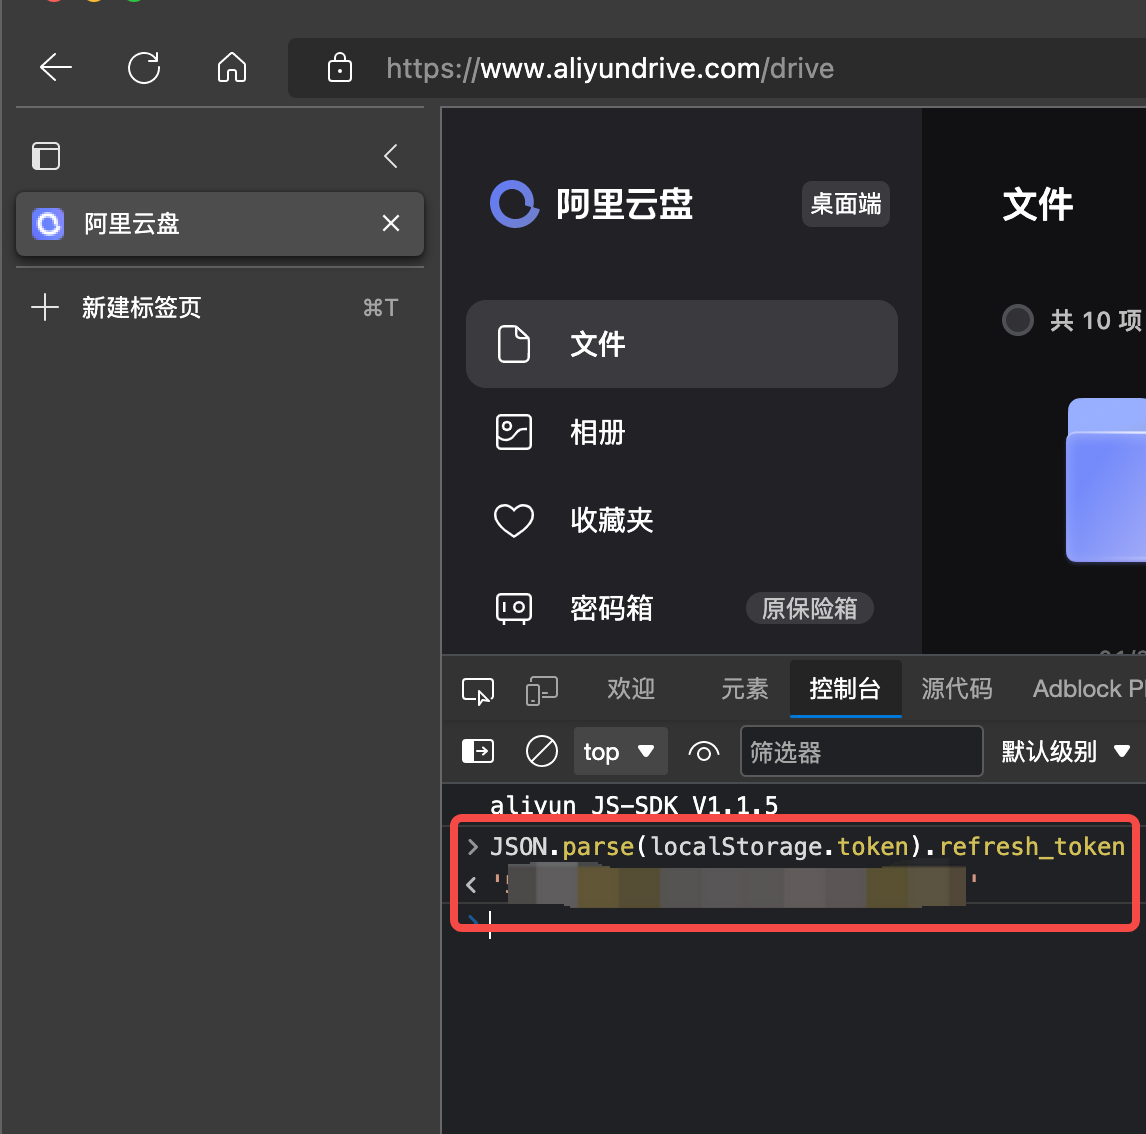 https://www.aliyundrive.com/drive
阿里云盘
新建标签页 ⌘T
阿里云盘 桌面端
文件
相册
收藏夹
密码箱 原保险箱
文件
共 10 项
欢迎 元素 控制台 源代码 Adblock Pl
top 筛选器 默认级别
aliyun JS-SDK V1.1.5
JSON.parse(localStorage.token).refresh_token